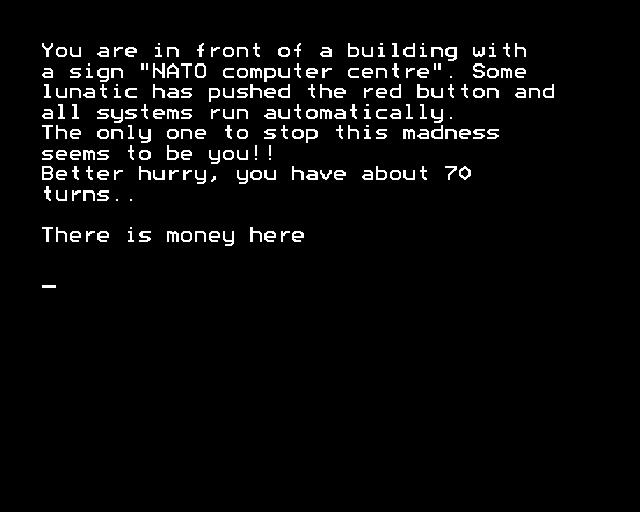 You are in front of a building with
a sign "NATO computer centre". Some
lunatic has pushed the red button and
all systems run automatically.
The only one to stop this madness
seems to be you!!
Better hurry, you have about 70
turns..
There is money here